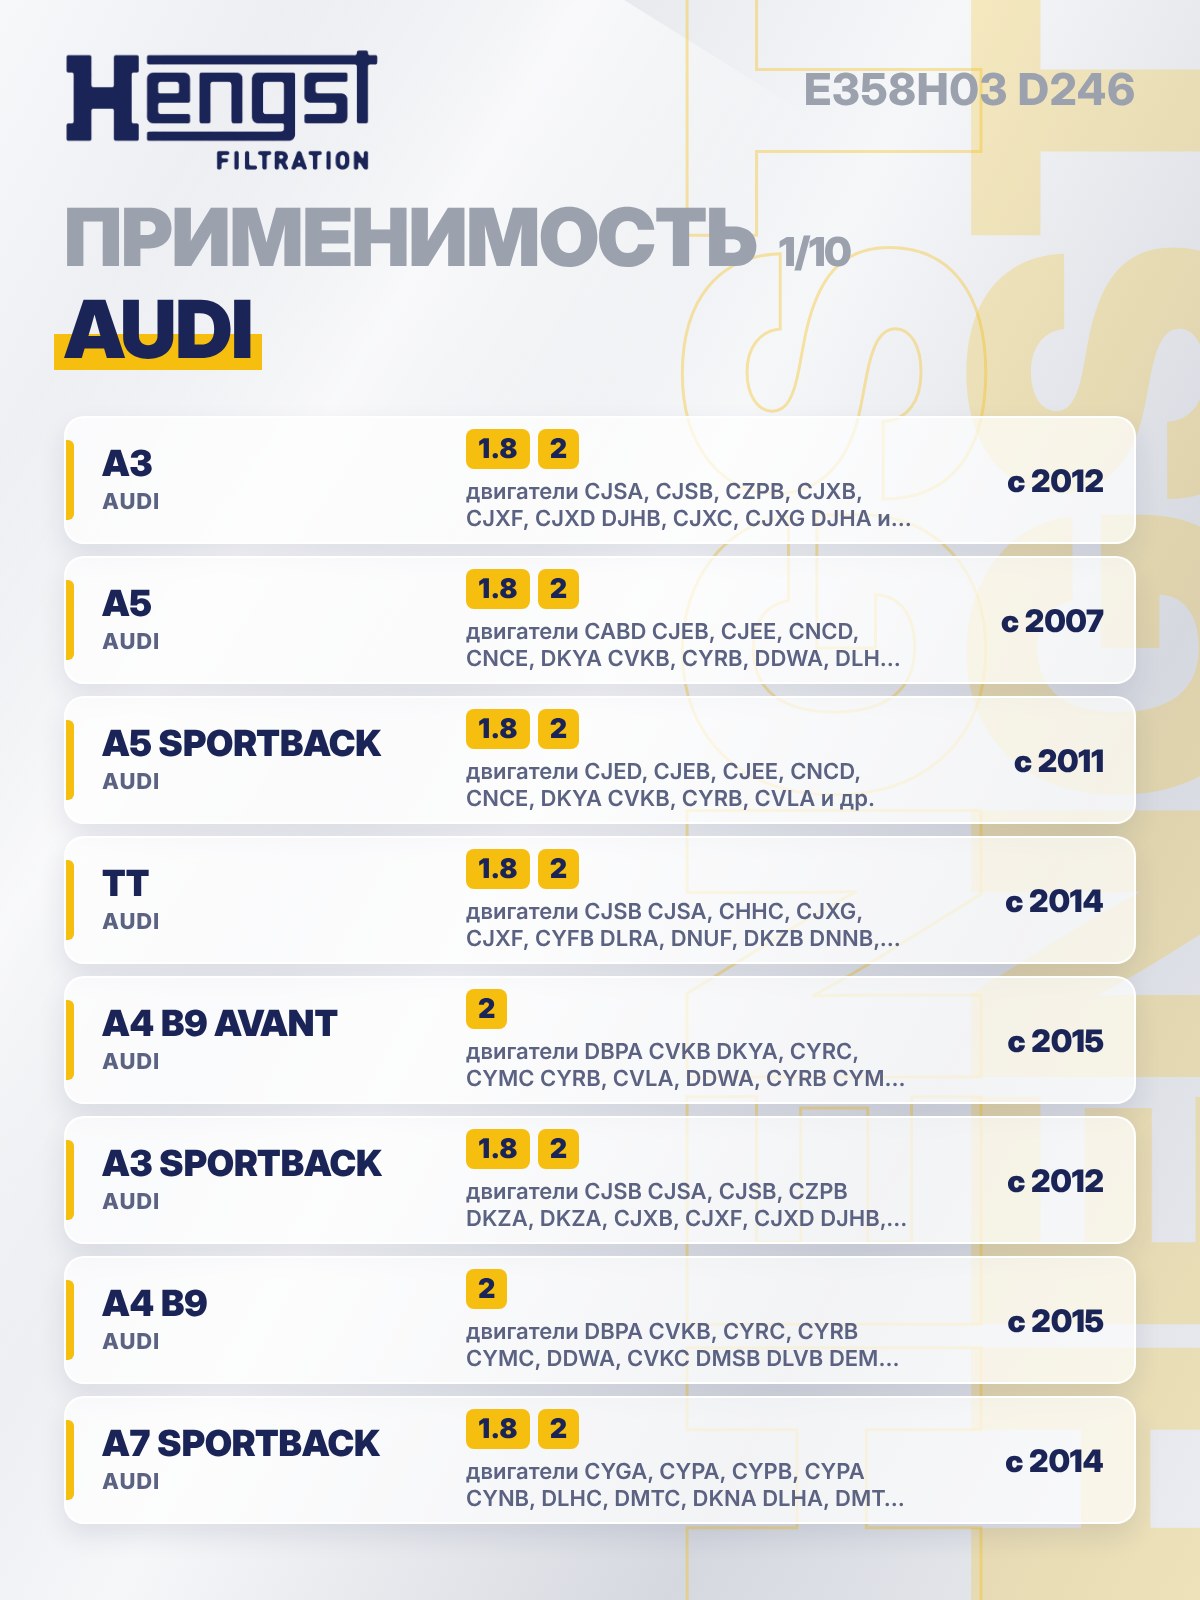 Hengst
FILTRATION
E358H03 D246
ПРИМЕНИМОСТЬ 1/10
AUDI
A3
AUDI
1.8 2
двигатели CJSA, CJSB, CZPB, CJXB,
CJXF, CJXD DJHB, CJXC, CJXG DJHA и...
с 2012
A5
AUDI
1.8 2
двигатели CABD CJEB, CJEE, CNCD,
CNCE, DKYA CVKB, CYRB, DDWA, DLH...
с 2007
A5 SPORTBACK
AUDI
1.8 2
двигатели CJED, CJEB, CJEE, CNCD,
CNCE, DKYA CVKB, CYRB, CVLA и др.
с 2011
TT
AUDI
1.8 2
двигатели CJSB CJSA, CHHC, CJXG,
CJXF, CYFB DLRA, DNUF, DKZB DNNB,...
с 2014
A4 B9 AVANT
AUDI
2
двигатели DBPA CVKB DKYA, CYRC,
CYMC CYRB, CVLA, DDWA, CYRB CYM...
с 2015
A3 SPORTBACK
AUDI
1.8 2
двигатели CJSB CJSA, CJSB, CZPB
DKZA, DKZA, CJXB, CJXF, CJXD DJHB,...
с 2012
A4 B9
AUDI
2
двигатели DBPA CVKB, CYRC, CYRB
CYMC, DDWA, CVKC DMSB DLVB DEM...
с 2015
A7 SPORTBACK
AUDI
1.8 2
двигатели CYGA, CYPA, CYPB, CYPA
CYNB, DLHC, DMTC, DKNA DLHA, DMT...
с 2014